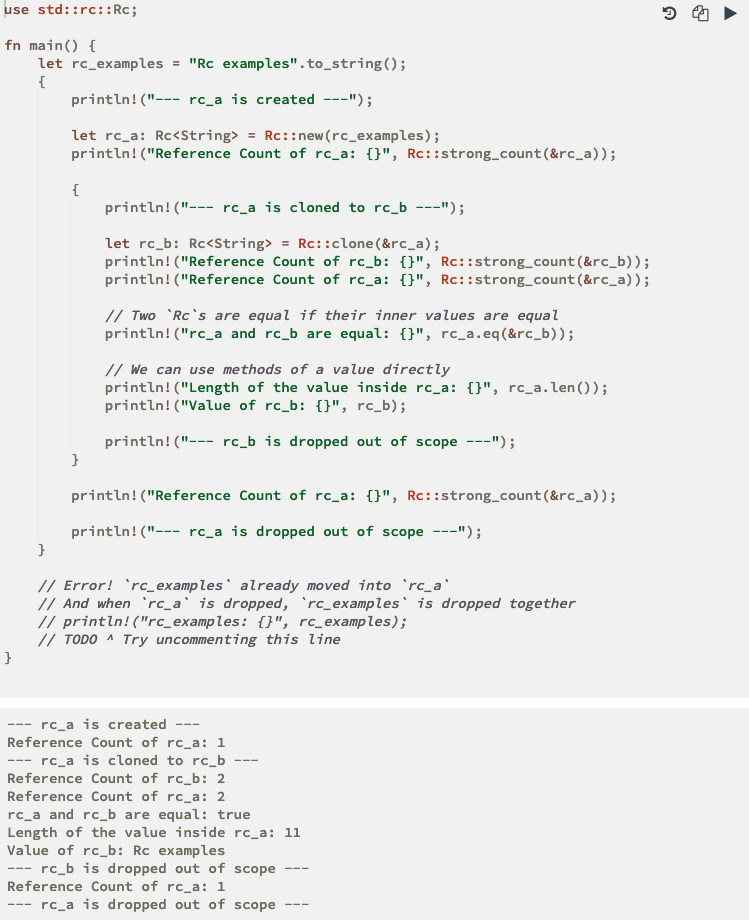 use std::rc::Rc;

fn main() {
    let rc_examples = "Rc examples".to_string();
    {
        println!("--- rc_a is created ---");

        let rc_a: Rc<String> = Rc::new(rc_examples);
        println!("Reference Count of rc_a: {}", Rc::strong_count(&rc_a));

        {
            println!("--- rc_a is cloned to rc_b ---");

            let rc_b: Rc<String> = Rc::clone(&rc_a);
            println!("Reference Count of rc_b: {}", Rc::strong_count(&rc_b));
            println!("Reference Count of rc_a: {}", Rc::strong_count(&rc_a));

            // Two `Rc`s are equal if their inner values are equal
            println!("rc_a and rc_b are equal: {}", rc_a.eq(&rc_b));

            // We can use methods of a value directly
            println!("Length of the value inside rc_a: {}", rc_a.len());
            println!("Value of rc_b: {}", rc_b);

            println!("--- rc_b is dropped out of scope ---");
        }

        println!("Reference Count of rc_a: {}", Rc::strong_count(&rc_a));

        println!("--- rc_a is dropped out of scope ---");
    }

    // Error! `rc_examples` already moved into `rc_a`
    // And when `rc_a` is dropped, `rc_examples` is dropped together
    // println!("rc_examples: {}", rc_examples);
    // TODO ^ Try uncommenting this line
}

--- rc_a is created ---
Reference Count of rc_a: 1
--- rc_a is cloned to rc_b ---
Reference Count of rc_b: 2
Reference Count of rc_a: 2
rc_a and rc_b are equal: true
Length of the value inside rc_a: 11
Value of rc_b: Rc examples
--- rc_b is dropped out of scope ---
Reference Count of rc_a: 1
--- rc_a is dropped out of scope ---